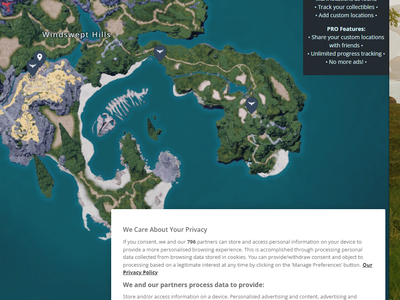 • Track your collectibles •
• Add custom locations •
PRO Features:
• Share your custom locations
with friends •
• Unlimited progress tracking •
• No more ads! •
Windswept Hills
We Care About Your Privacy
If you consent, we and our 796 partners can store and access personal information on your device to
provide a more personalised browsing experience. This is accomplished through processing personal
data collected from browsing data stored in cookies. You can provide/withdraw consent and object to
processing based on a legitimate interest at any time by clicking on the 'Manage Preferences' button. Our
Privacy Policy
We and our partners process data to provide:
Store and/or access information on a device. Personalised advertising and content, advertising and